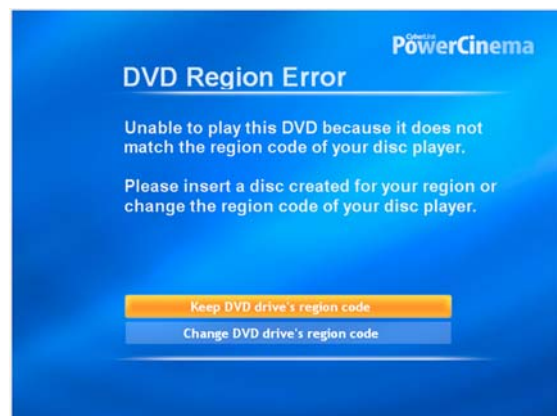 CyberLink
PowerCinema
DVD Region Error
Unable to play this DVD because it does not
match the region code of your disc player.
Please insert a disc created for your region or
change the region code of your disc player.
Keep DVD drive's region code
Change DVD drive's region code